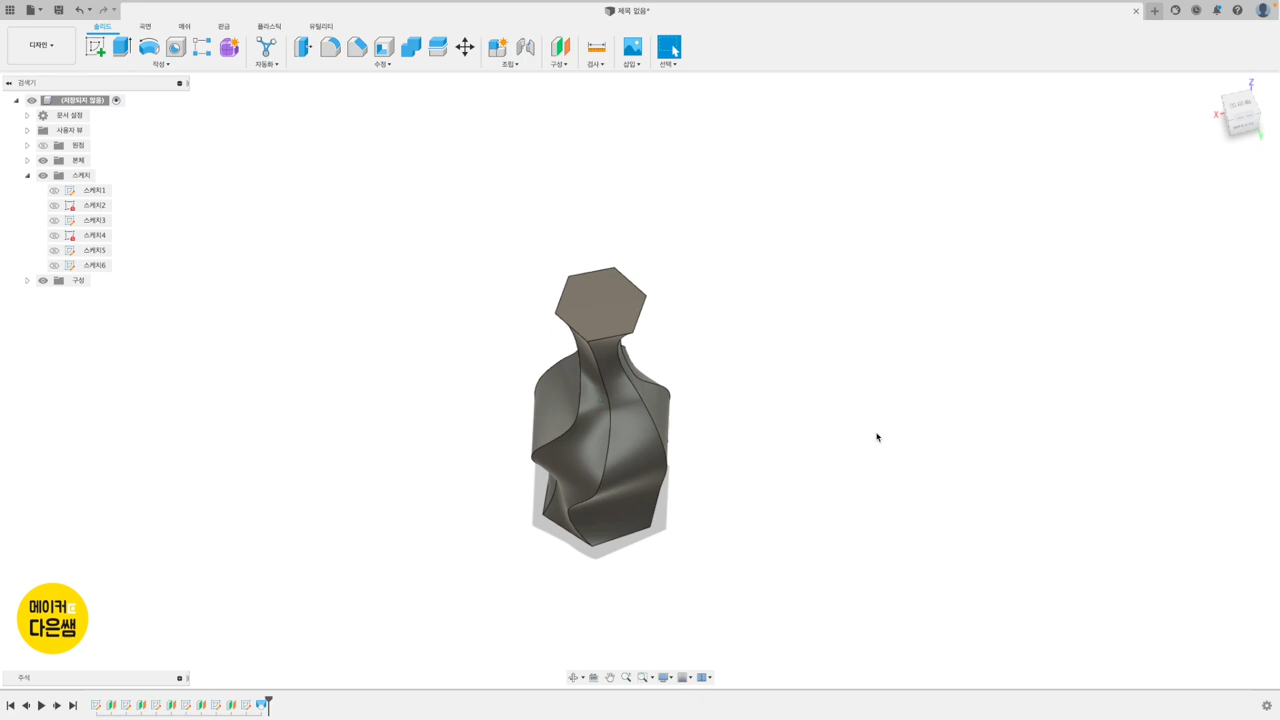 제목 없음*
디자인
솔리드
곡면
메쉬
판금
플라스틱
유틸리티
작성
자동화
수정
조립
구성
검사
삽입
선택
검색기
(저장되지 않음)
문서 설정
사용자 뷰
원점
본체
스케치
스케치1
스케치2
스케치3
스케치4
스케치5
스케치6
구성
Z
X
메이커
다은쌤
주석